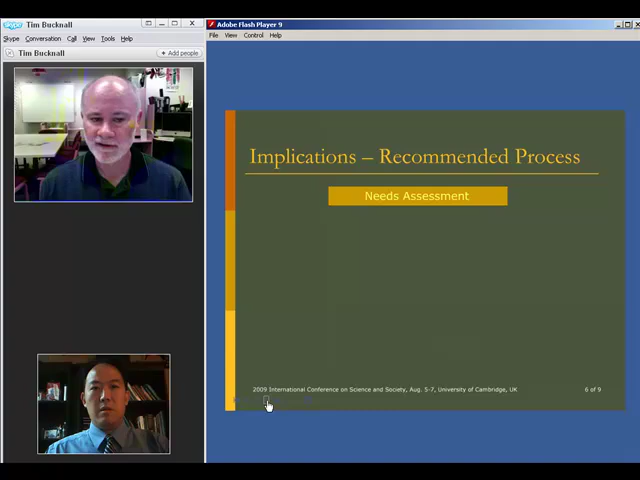 Tim Bucknall
Skype Conversation Call View Tools Help
Tim Bucknall
Add people
Adobe Flash Player 9
File View Control Help
Implications – Recommended Process
Needs Assessment
2009 International Conference on Science and Society, Aug. 5-7, University of Cambridge, UK
6 of 9